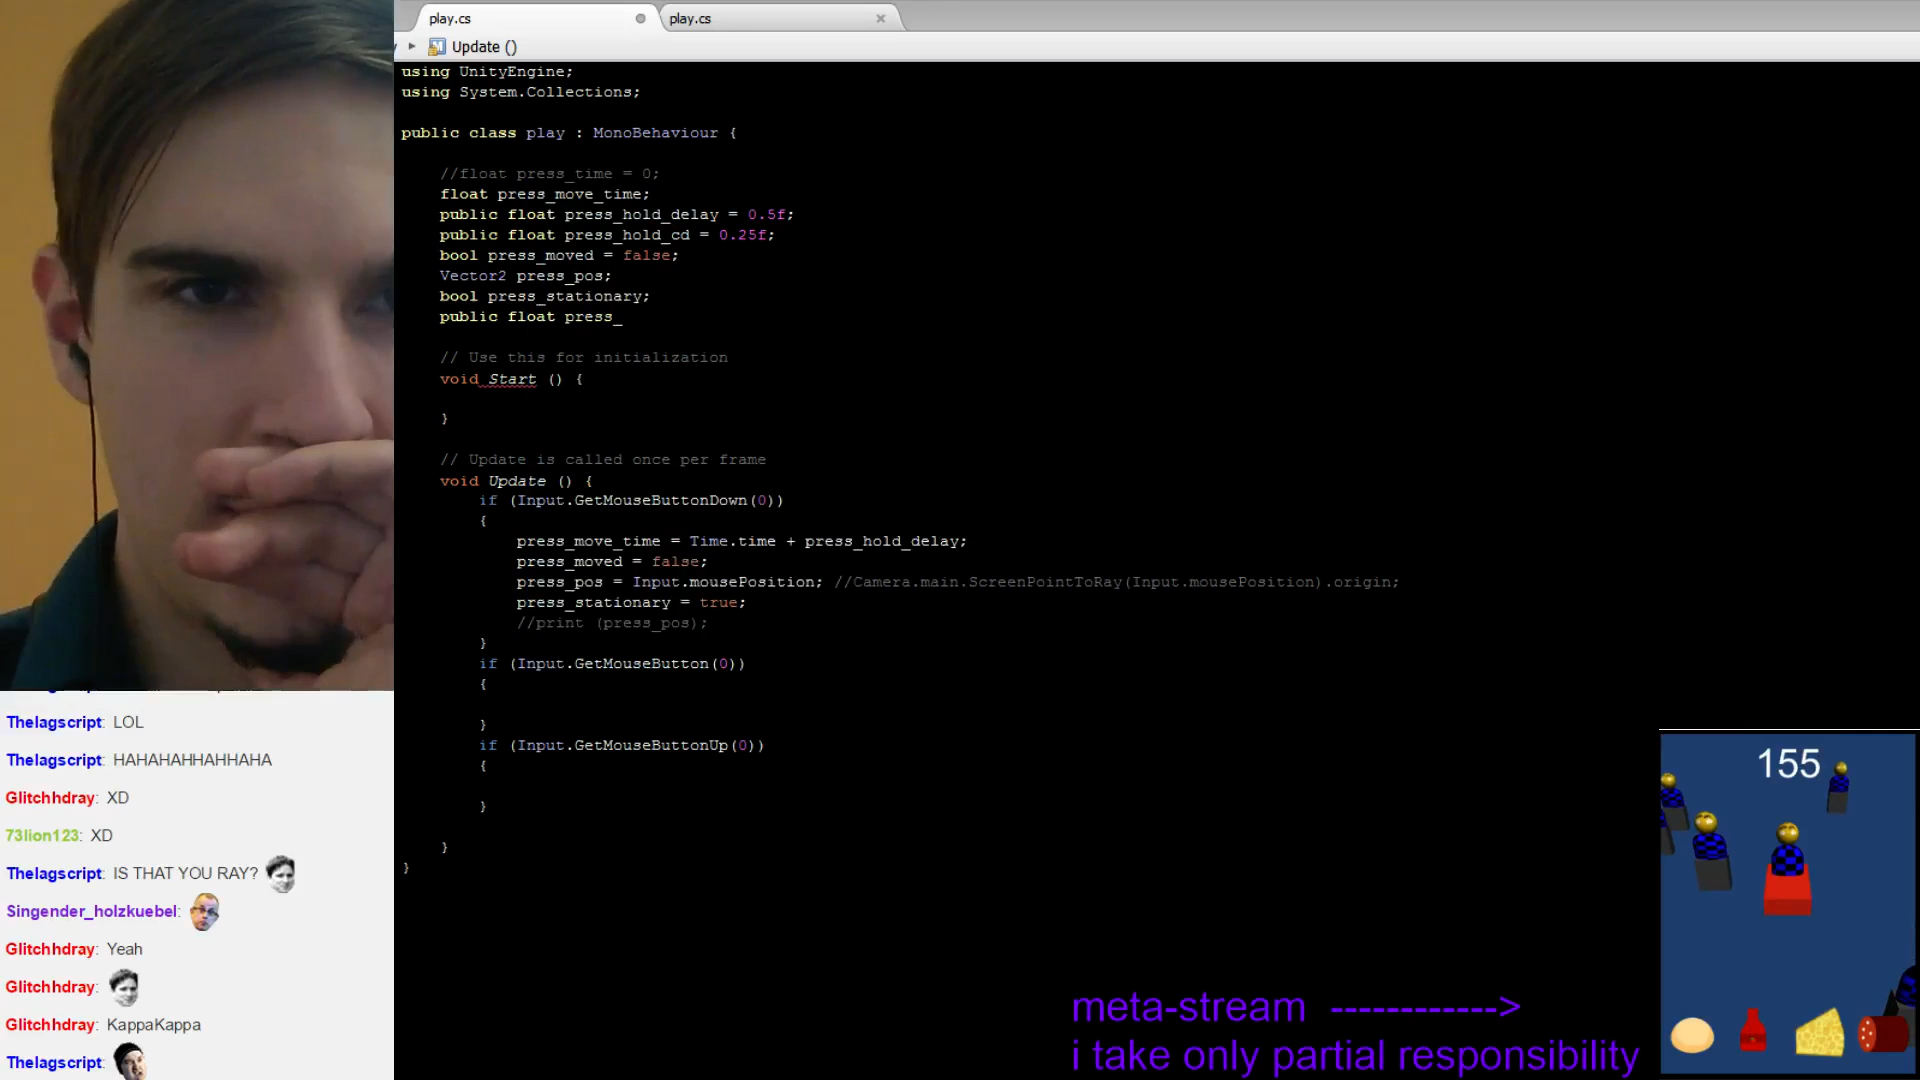 play.cs
play.cs
Update ()
using UnityEngine;
using System.Collections;
public class play : MonoBehaviour {
//float press_time = 0;
float press_move_time;
public float press_hold_delay = 0.5f;
public float press_hold_cd = 0.25f;
bool press_moved = false;
Vector2 press_pos;
bool press_stationary;
public float press_
// Use this for initialization
void Start () {
}
// Update is called once per frame
void Update () {
if (Input.GetMouseButtonDown(0))
{
press_move_time = Time.time + press_hold_delay;
press_moved = false;
press_pos = Input.mousePosition; //Camera.main.ScreenPointToRay(Input.mousePosition).origin;
press_stationary = true;
//print (press_pos);
}
if (Input.GetMouseButton(0))
{
}
if (Input.GetMouseButtonUp(0))
{
}
}
}
Thelagscript: LOL
Thelagscript: HAHAHAHHAHHAHA
Glitchhdray: XD
73lion123: XD
Thelagscript: IS THAT YOU RAY?
Singender_holzkuebel:
Glitchhdray: Yeah
Glitchhdray:
Glitchhdray: KappaKappa
Thelagscript:
155
meta-stream ------------>
i take only partial responsibility